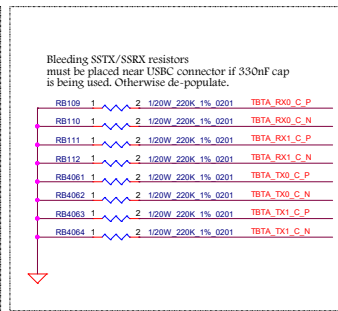 Bleeding SSTX/SSRX resistors
must be placed near USBC connector if 330nF cap
is being used. Otherwise de-populate.
RB109 1 2 1/20W_220K_1%_0201 TBTA_RX0_C_P
RB110 1 2 1/20W_220K_1%_0201 TBTA_RX0_C_N
RB111 1 2 1/20W_220K_1%_0201 TBTA_RX1_C_P
RB112 1 2 1/20W_220K_1%_0201 TBTA_RX1_C_N
RB4061 1 2 1/20W_220K_1%_0201 TBTA_TX0_C_P
RB4062 1 2 1/20W_220K_1%_0201 TBTA_TX0_C_N
RB4063 1 2 1/20W_220K_1%_0201 TBTA_TX1_C_P
RB4064 1 2 1/20W_220K_1%_0201 TBTA_TX1_C_N